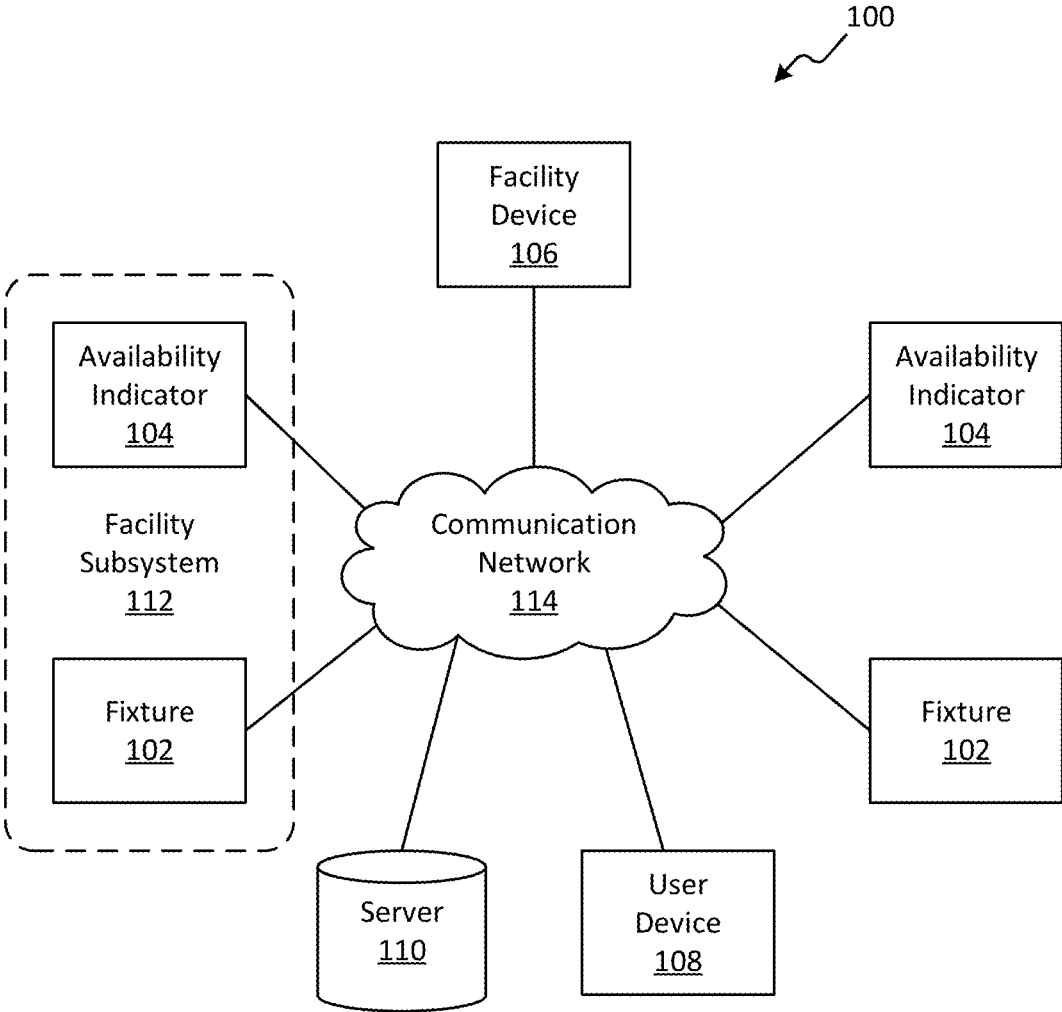 100
Facility
Device
106
Availability
Indicator
104
Availability
Indicator
104
Facility
Subsystem
112
Communication
Network
114
Fixture
102
Fixture
102
Server
110
User
Device
108